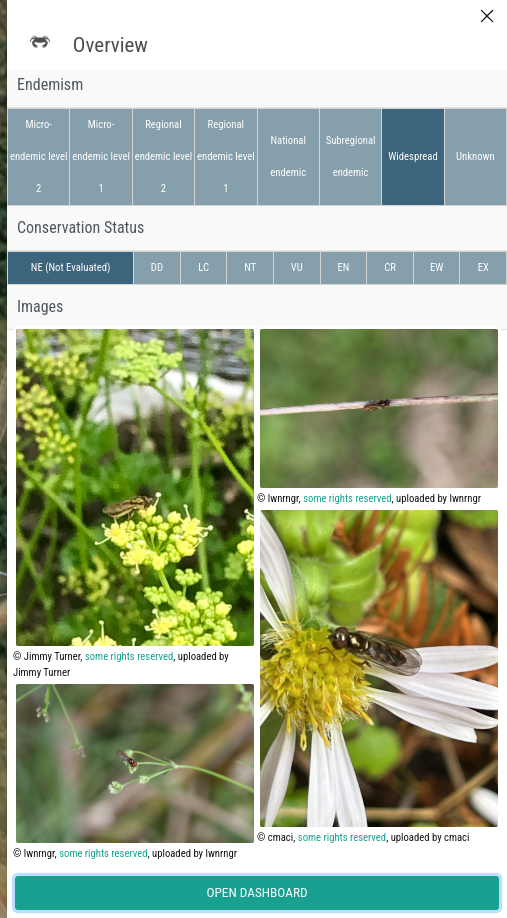 Overview
Endemism
Micro-
endemic level
2
Micro-
endemic level
1
Regional
endemic level
2
Regional
endemic level
1
National
endemic
Subregional
endemic
Widespread
Unknown
Conservation Status
NE (Not Evaluated)
DD
LC
NT
VU
EN
CR
EW
EX
Images
© Jimmy Turner, some rights reserved, uploaded by
Jimmy Turner
© lwnrngr, some rights reserved, uploaded by lwnrngr
© lwnrngr, some rights reserved, uploaded by lwnrngr
© cmaci, some rights reserved, uploaded by cmaci
OPEN DASHBOARD